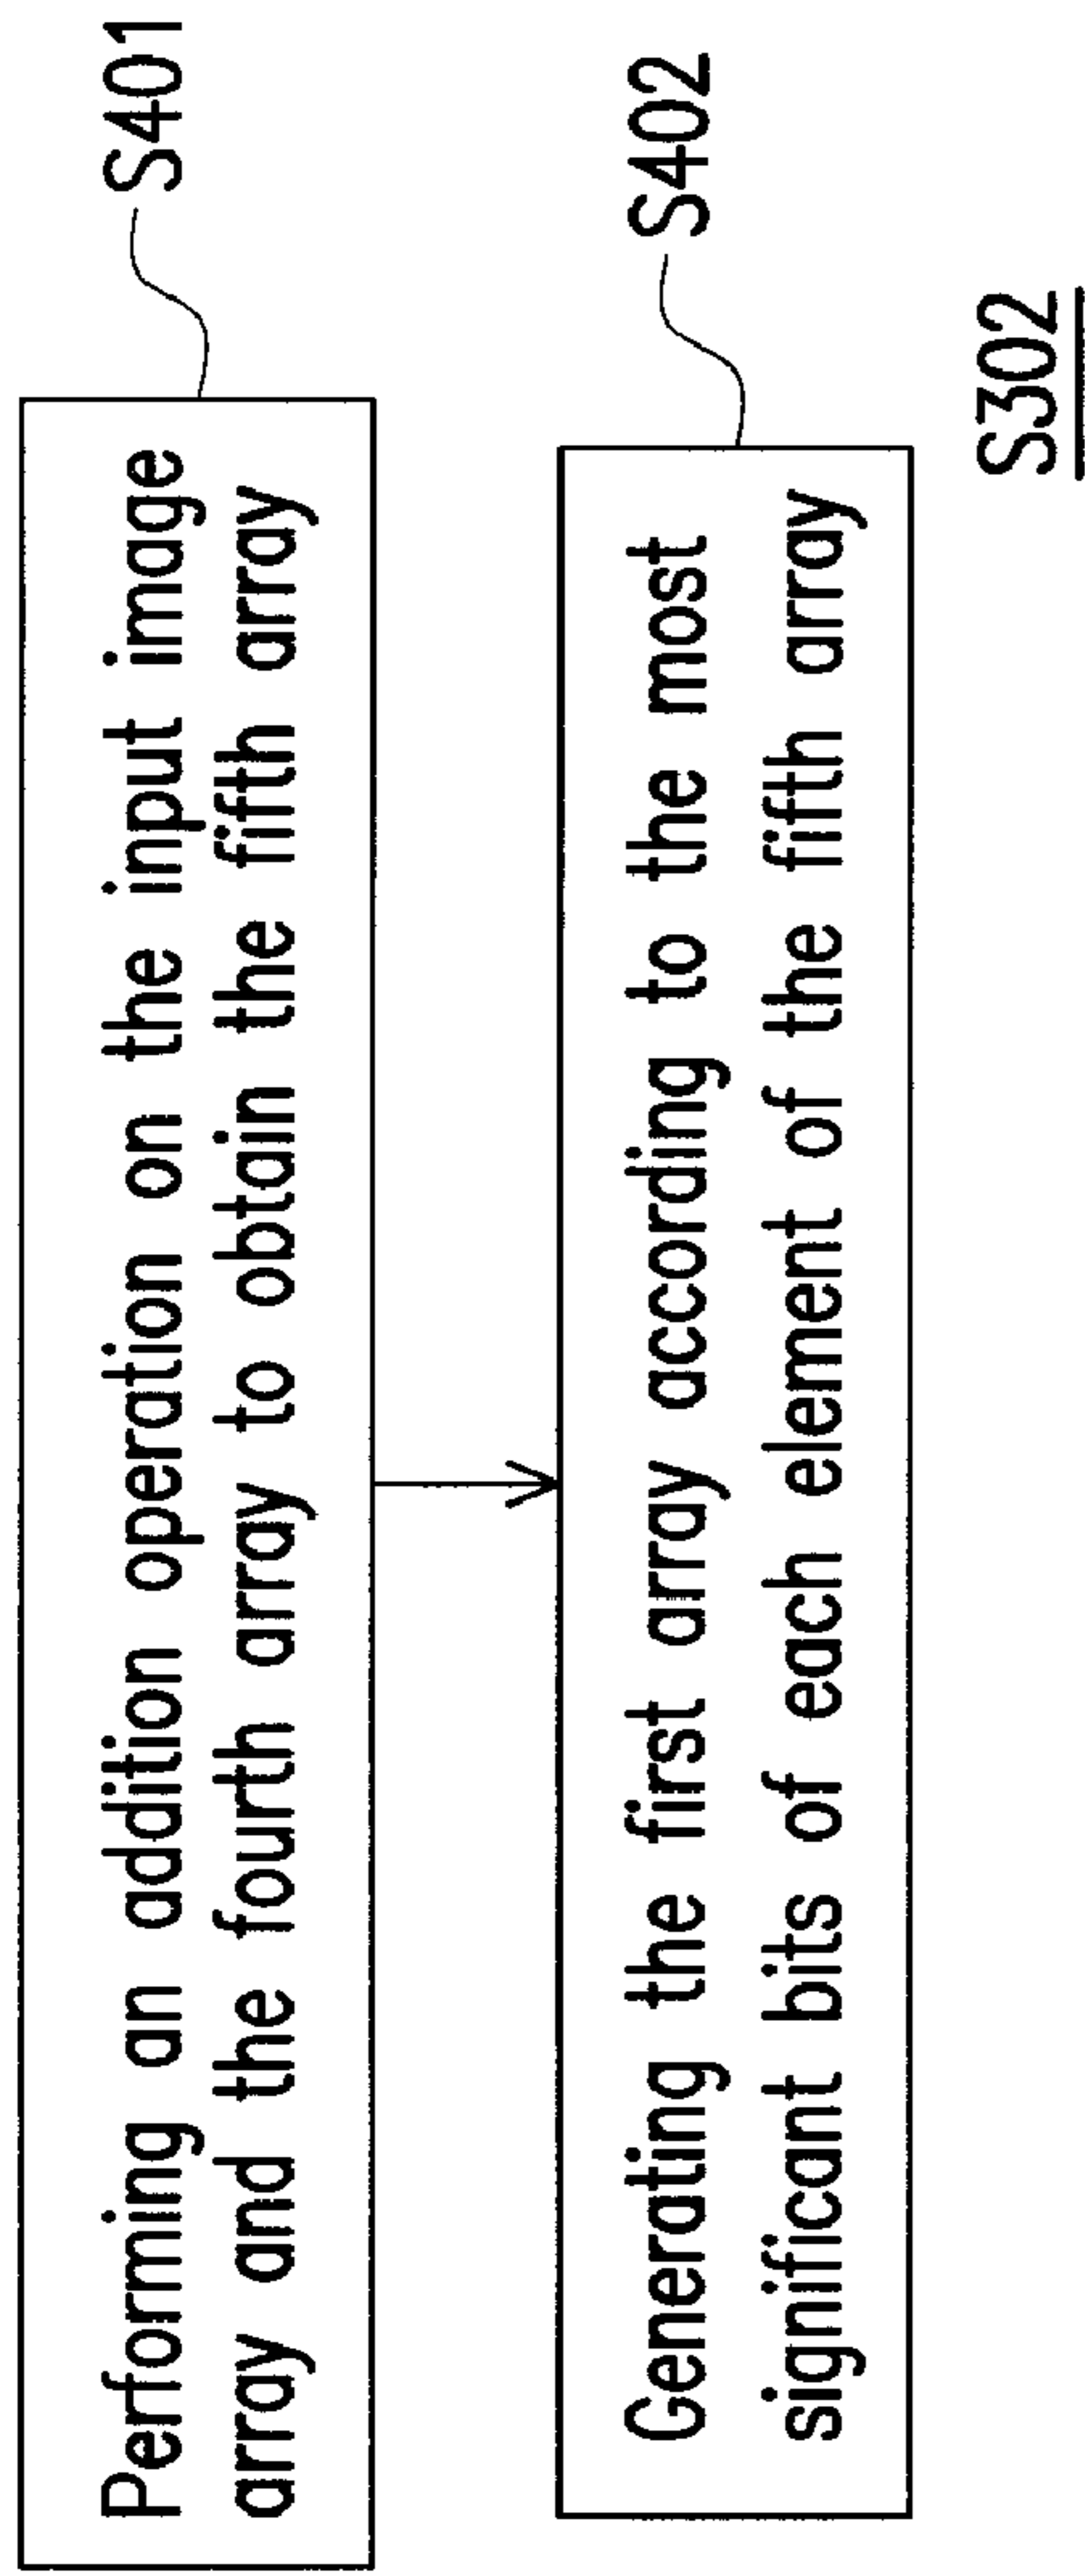 Performing an addition operation on the input image
array and the fourth array to obtain the fifth array
S401
Generating the first array according to the most
significant bits of each element of the fifth array
S402
S302